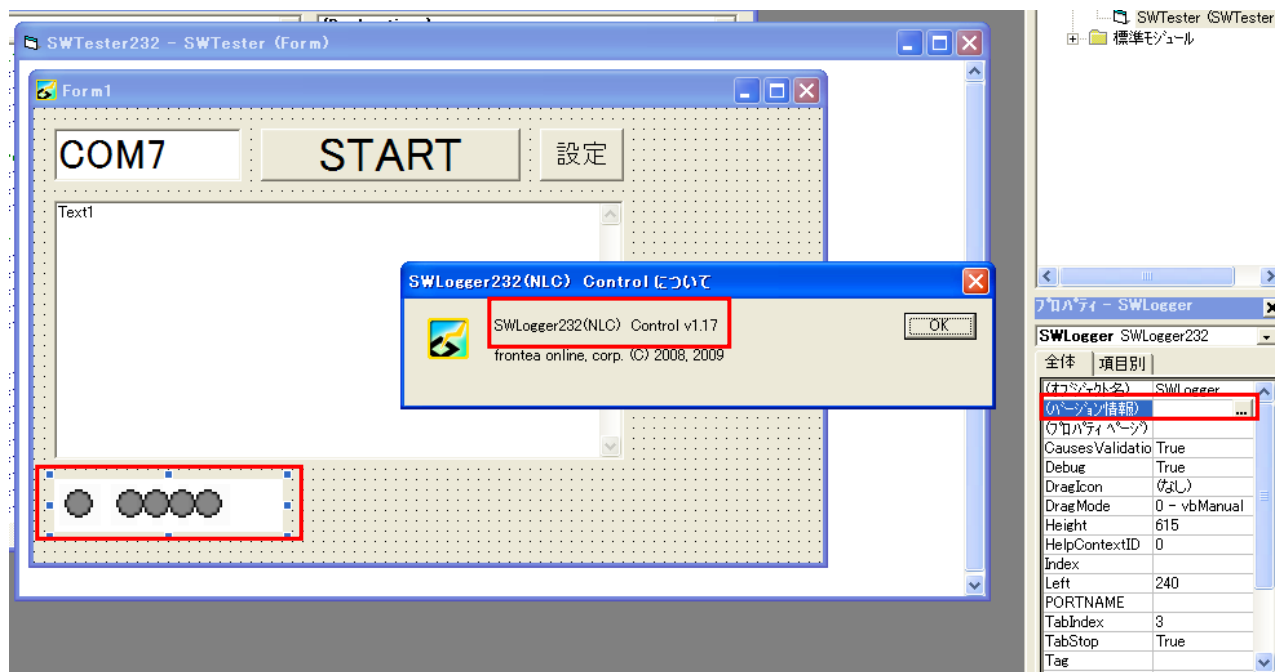 SWTester (SWTester
標準モジュール
SWTester232 - SWTester (Form)
Form1
COM7
START
設定
Text1
SWLogger232(NLC) Control について
SWLogger232(NLC) Control v1.17
frontea online, corp. (C) 2008, 2009
OK
プロパティ - SWLogger
SWLogger SWLogger232
全体
項目別
(オブジェクト名) SWLogger
(バージョン情報) ...
(プロパティ ページ)
CausesValidatio True
Debug True
DragIcon (なし)
DragMode 0 - vbManual
Height 615
HelpContextID 0
Index
Left 240
PORTNAME
TabIndex 3
TabStop True
Tag